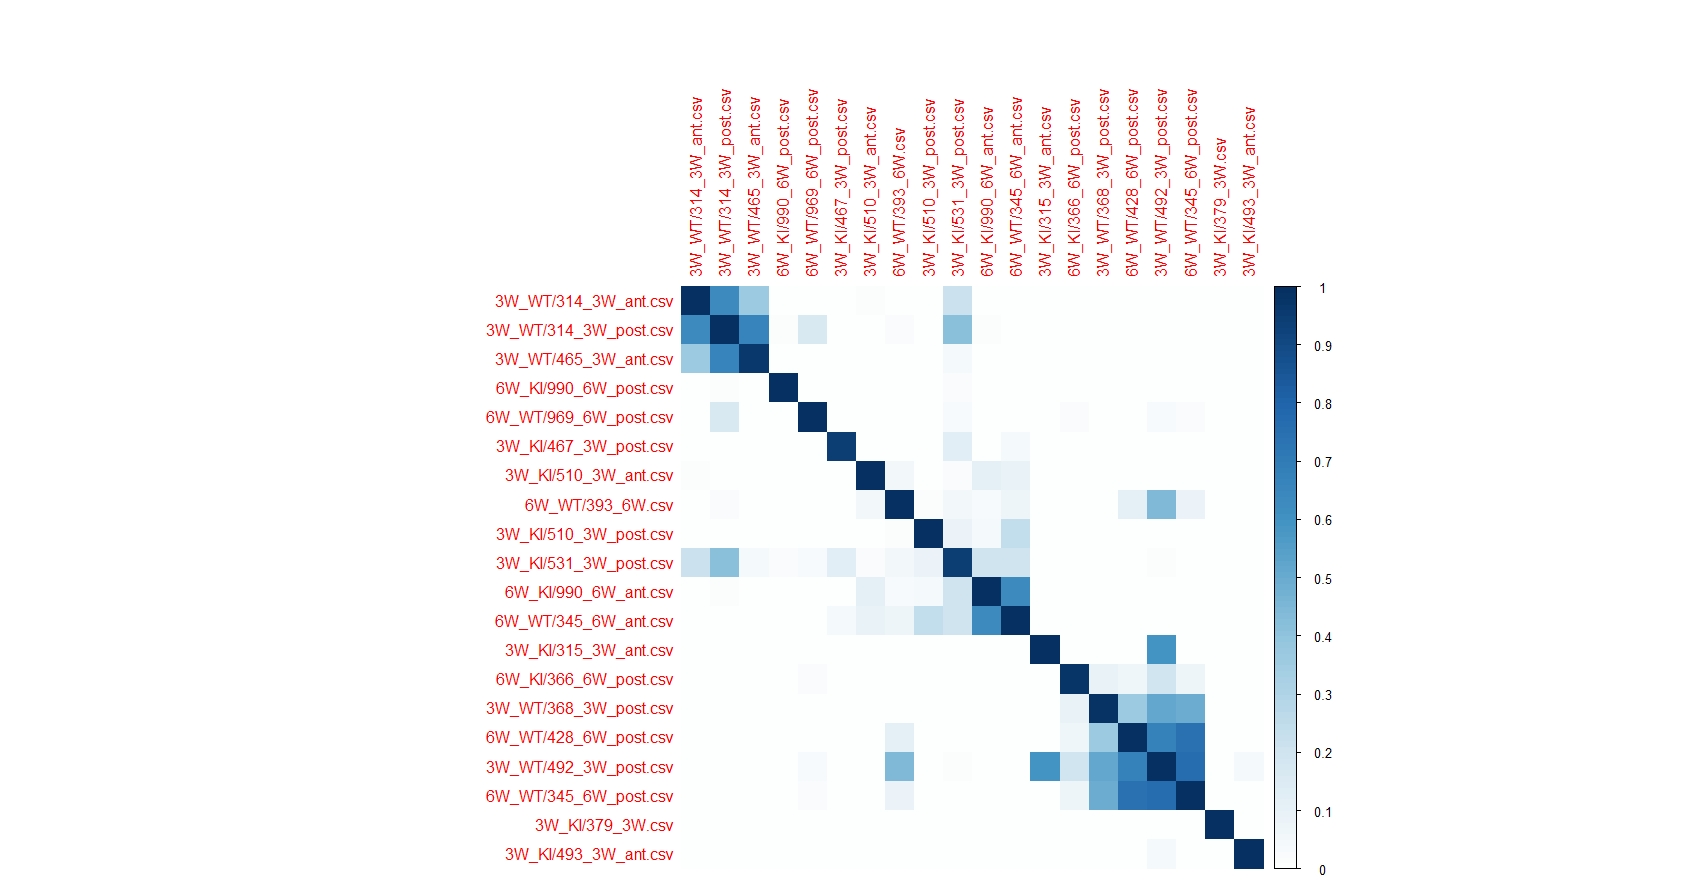 3W_WT/314_3W_ant.csv
3W_WT/314_3W_post.csv
3W_WT/465_3W_ant.csv
6W_KI/990_6W_post.csv
6W_WT/969_6W_post.csv
3W_KI/467_3W_post.csv
3W_KI/510_3W_ant.csv
6W_WT/393_6W.csv
3W_KI/510_3W_post.csv
3W_KI/531_3W_post.csv
6W_KI/990_6W_ant.csv
6W_WT/345_6W_ant.csv
3W_KI/315_3W_ant.csv
6W_KI/366_6W_post.csv
3W_WT/368_3W_post.csv
6W_WT/428_6W_post.csv
3W_WT/492_3W_post.csv
6W_WT/345_6W_post.csv
3W_KI/379_3W.csv
3W_KI/493_3W_ant.csv
3W_WT/314_3W_ant.csv
3W_WT/314_3W_post.csv
3W_WT/465_3W_ant.csv
6W_KI/990_6W_post.csv
6W_WT/969_6W_post.csv
3W_KI/467_3W_post.csv
3W_KI/510_3W_ant.csv
6W_WT/393_6W.csv
3W_KI/510_3W_post.csv
3W_KI/531_3W_post.csv
6W_KI/990_6W_ant.csv
6W_WT/345_6W_ant.csv
3W_KI/315_3W_ant.csv
6W_KI/366_6W_post.csv
3W_WT/368_3W_post.csv
6W_WT/428_6W_post.csv
3W_WT/492_3W_post.csv
6W_WT/345_6W_post.csv
3W_KI/379_3W.csv
3W_KI/493_3W_ant.csv
1
0.9
0.8
0.7
0.6
0.5
0.4
0.3
0.2
0.1
0